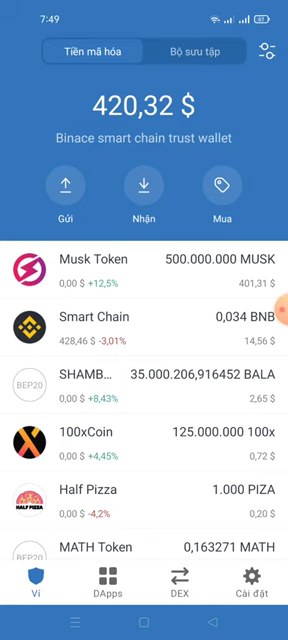 7:49
61
Tiền mã hóa
Bộ sưu tập
420,32 $
Binace smart chain trust wallet
Gửi
Nhận
Mua
Musk Token
500.000.000 MUSK
0,00 $ +12,5%
401,31 $
Smart Chain
0,034 BNB
428,46 $ -3,01%
14,56 $
BEP20
SHAMB...
35.000.206,916452 BALA
0,00 $ +8,43%
2,65 $
100xCoin
125.000.000 100x
0,00 $ +4,45%
0,72 $
HALF PIZZA
Half Pizza
1.000 PIZA
0,00 $ -4,2%
0,20 $
BEP20
MATH Token
0,163271 MATH
Ví
DApps
DEX
Cài đặt